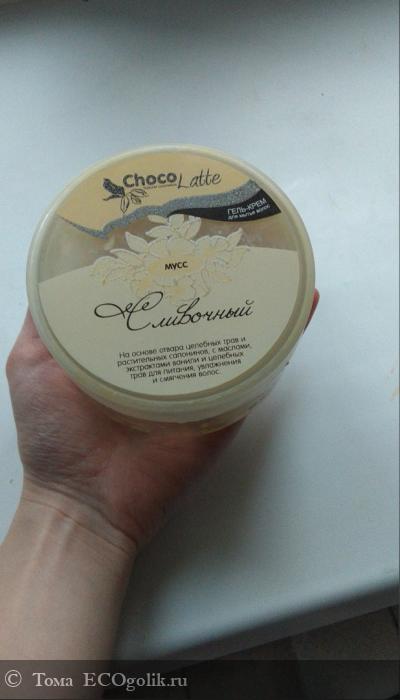 Choco Latte
ГЕЛЬ-КРЕМ
ДЛЯ МЫТЬЯ ВОЛОС
МУСС
Сливочный
На основе отвара целебных трав и
растительных сапонинов, с маслами,
экстрактами ванили и целебных
трав для питания, увлажнения
и смягчения волос.
© Тома ECOgolik.ru